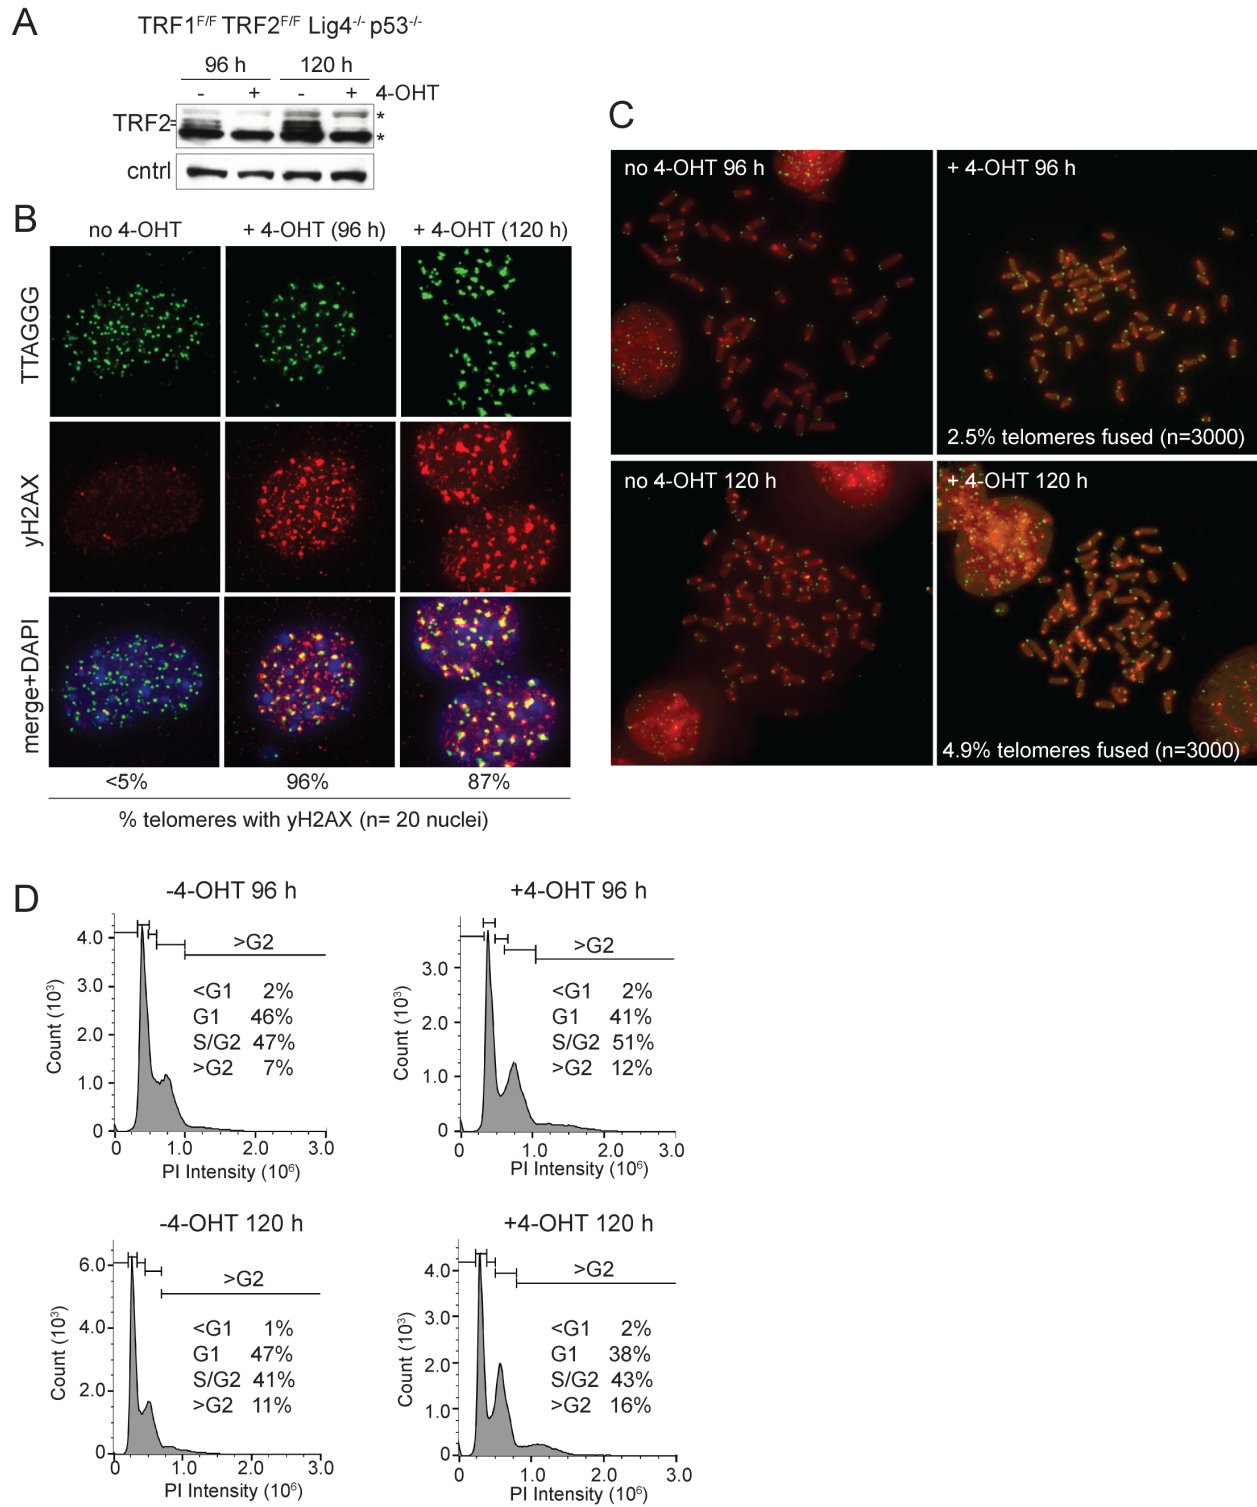 A
TRF1F/F TRF2F/F Lig4-/- p53-/-
96 h 120 h
- + - + 4-OHT
TRF2 *
*
cntrl
B
no 4-OHT + 4-OHT (96 h) + 4-OHT (120 h)
TTAGGG
yH2AX
merge+DAPI
<5% 96% 87%
% telomeres with yH2AX (n= 20 nuclei)
C
no 4-OHT 96 h
+ 4-OHT 96 h
2.5% telomeres fused (n=3000)
no 4-OHT 120 h
+ 4-OHT 120 h
4.9% telomeres fused (n=3000)
D
-4-OHT 96 h
>G2
<G1 2%
G1 46%
S/G2 47%
>G2 7%
Count (10³)
4.0
3.0
2.0
1.0
0
0 1.0 2.0 3.0
PI Intensity (10⁶)
+4-OHT 96 h
>G2
<G1 2%
G1 41%
S/G2 51%
>G2 12%
Count (10³)
3.0
2.0
1.0
0
0 1.0 2.0 3.0
PI Intensity (10⁶)
-4-OHT 120 h
>G2
<G1 1%
G1 47%
S/G2 41%
>G2 11%
Count (10³)
6.0
4.0
2.0
0
0 1.0 2.0 3.0
PI Intensity (10⁶)
+4-OHT 120 h
>G2
<G1 2%
G1 38%
S/G2 43%
>G2 16%
Count (10³)
4.0
3.0
2.0
1.0
0
0 1.0 2.0 3.0
PI Intensity (10⁶)